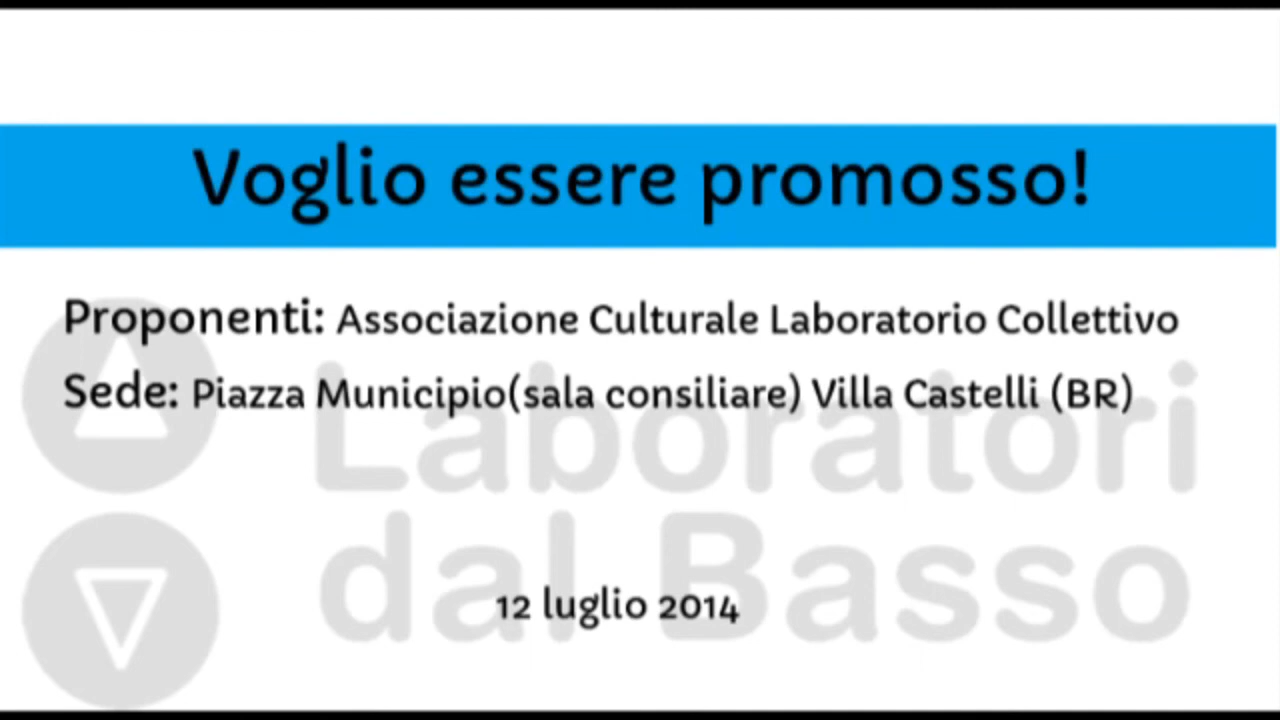 Voglio essere promosso!
Proponenti: Associazione Culturale Laboratorio Collettivo
Sede: Piazza Municipio(sala consiliare) Villa Castelli (BR)
Laboratori
dal Basso
12 luglio 2014